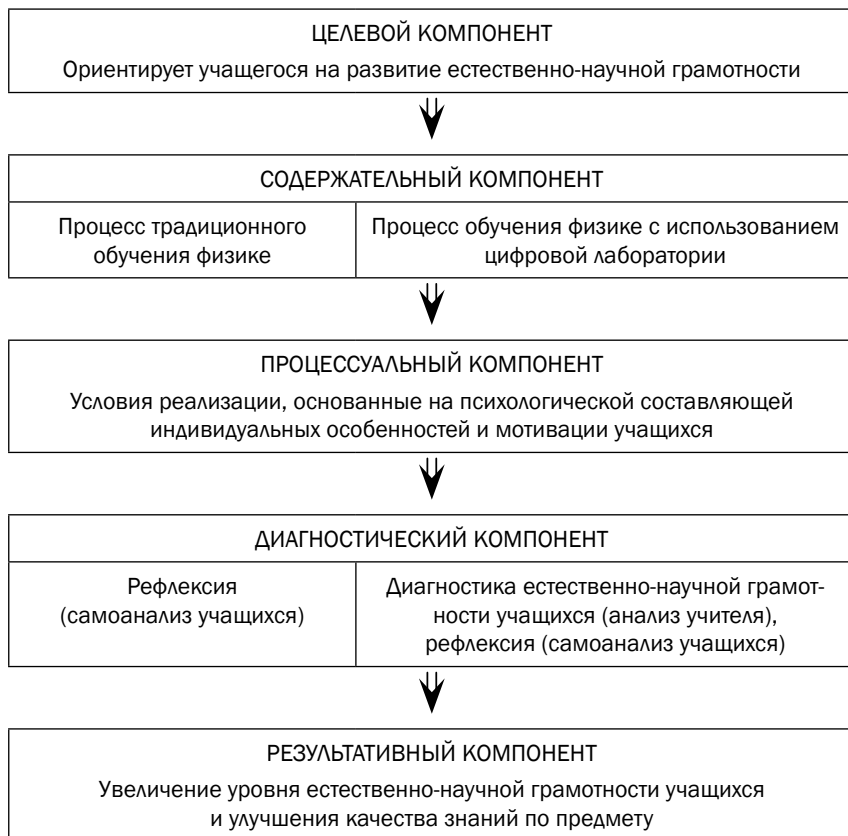 ЦЕЛЕВОЙ КОМПОНЕНТ
Ориентирует учащегося на развитие естественно-научной грамотности
СОДЕРЖАТЕЛЬНЫЙ КОМПОНЕНТ
Процесс традиционного
обучения физике
Процесс обучения физике с использованием
цифровой лаборатории
ПРОЦЕССУАЛЬНЫЙ КОМПОНЕНТ
Условия реализации, основанные на психологической составляющей
индивидуальных особенностей и мотивации учащихся
ДИАГНОСТИЧЕСКИЙ КОМПОНЕНТ
Рефлексия
(самоанализ учащихся)
Диагностика естественно-научной грамот-
ности учащихся (анализ учителя),
рефлексия (самоанализ учащихся)
РЕЗУЛЬТАТИВНЫЙ КОМПОНЕНТ
Увеличение уровня естественно-научной грамотности учащихся
и улучшения качества знаний по предмету